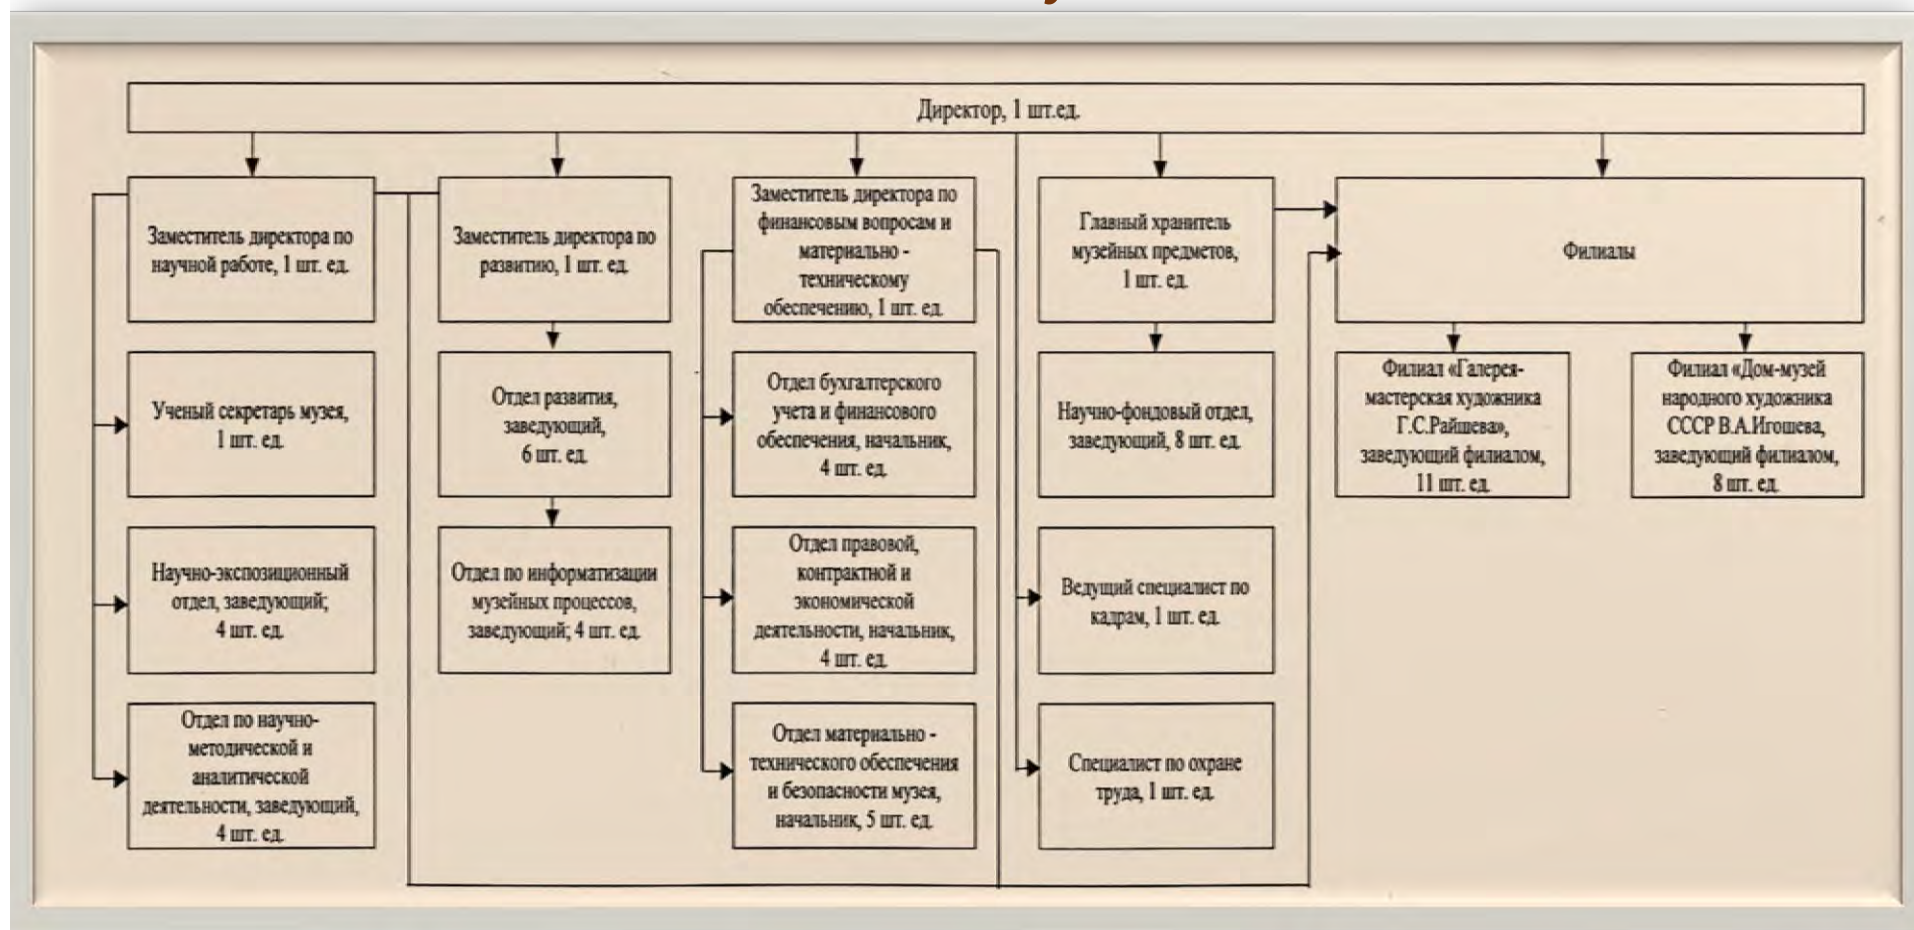 Директор, 1 шт.ед.
Заместитель директора по
научной работе, 1 шт. ед.
Заместитель директора по
развитию, 1 шт. ед.
Заместитель директора по
финансовым вопросам и
материально -
техническому
обеспечению, 1 шт. ед.
Главный хранитель
музейных предметов,
1 шт. ед.
Филиалы
Ученый секретарь музея,
1 шт. ед.
Отдел развития,
заведующий,
6 шт. ед.
Отдел бухгалтерского
учета и финансового
обеспечения, начальник,
4 шт. ед.
Научно-фондовый отдел,
заведующий, 8 шт. ед.
Филиал «Галерея-
мастерская художника
Г.С.Райшева»,
заведующий филиалом,
11 шт. ед.
Филиал «Дом-музей
народного художника
СССР В.А.Игошева,
заведующий филиалом,
8 шт. ед.
Научно-экспозиционный
отдел, заведующий;
4 шт. ед.
Отдел по информатизации
музейных процессов,
заведующий; 4 шт. ед.
Отдел правовой,
контрактной и
экономической
деятельности, начальник,
4 шт. ед.
Ведущий специалист по
кадрам, 1 шт. ед.
Отдел по научно-
методической и
аналитической
деятельности, заведующий,
4 шт. ед.
Отдел материально -
технического обеспечения
и безопасности музея,
начальник, 5 шт. ед.
Специалист по охране
труда, 1 шт. ед.